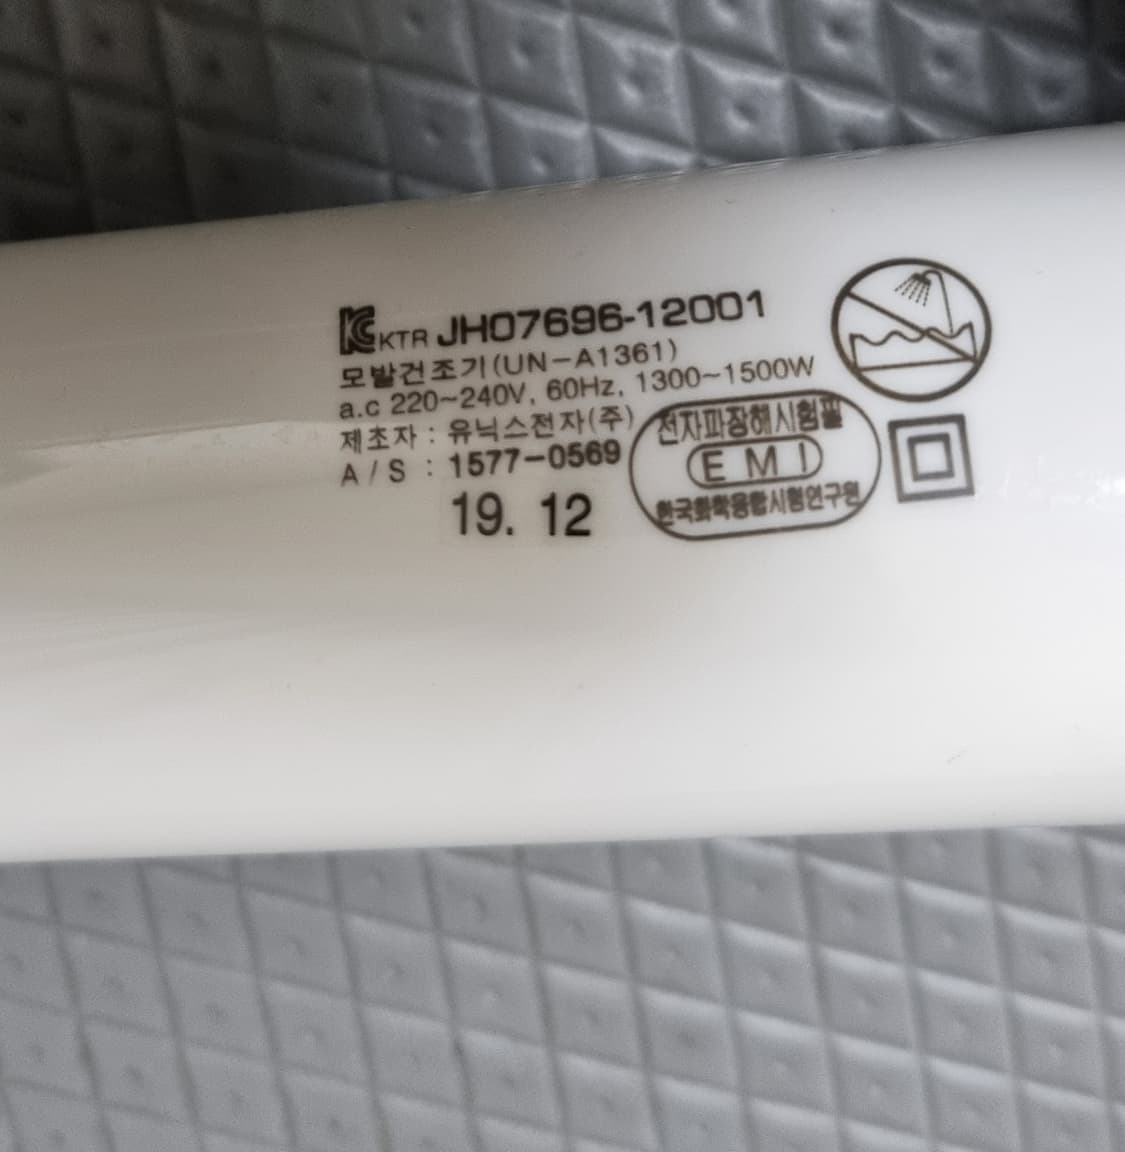 KC KTR JH07696-12001
모발건조기(UN-A1361)
a.c 220~240V, 60Hz, 1300~1500W
제조자 : 유닉스전자(주)
A/S : 1577-0569
19. 12
전자파장해시험필
EMI
한국화학융합시험연구원